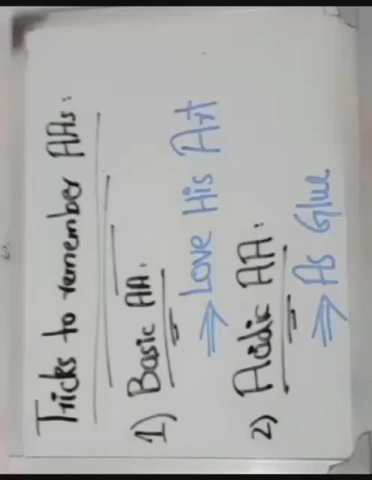 Tricks to remember AAs:
1) Basic AA:
⇒ Love His Art
2) Acidic AA:
⇒ As Glue